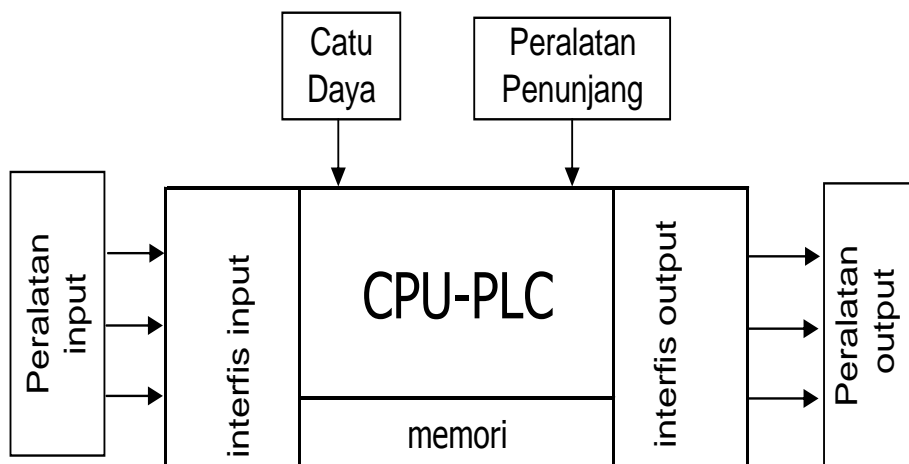 Catu
Daya
Peralatan
Penunjang
Peralatan
input
interfis input
CPU-PLC
memori
interfis output
Peralatan
output